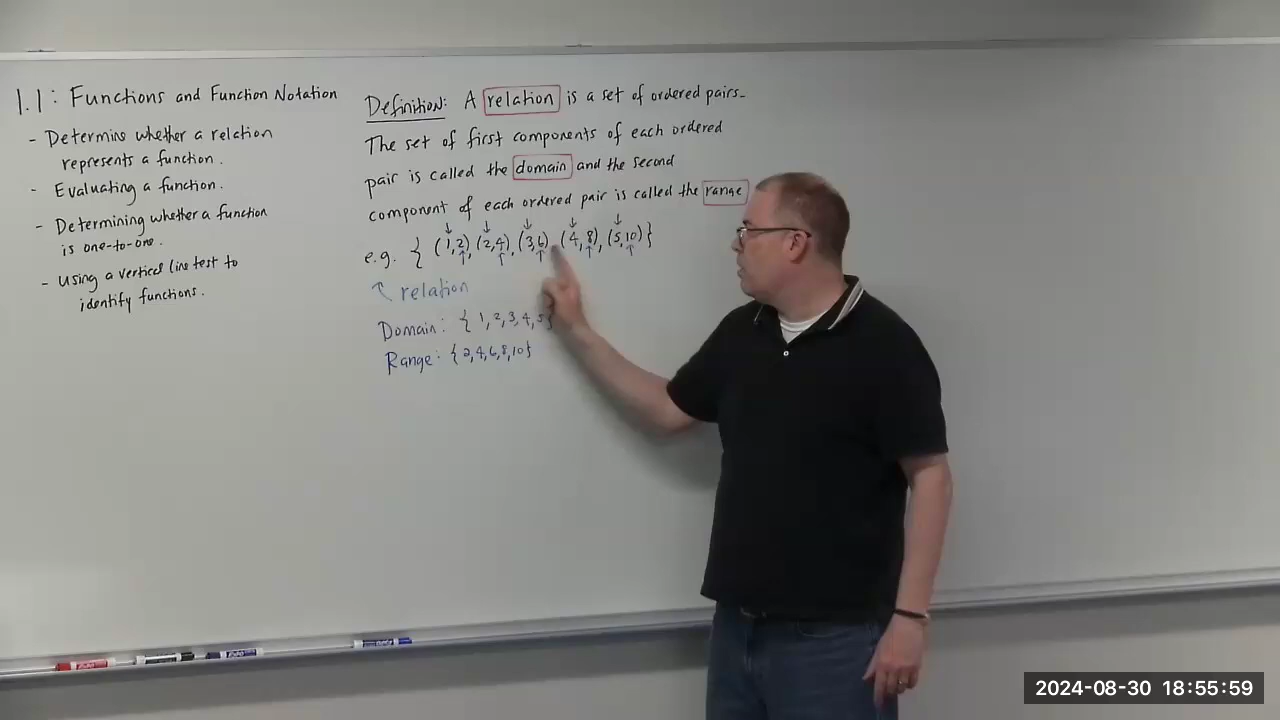 1.1: Functions and Function Notation
- Determine whether a relation
represents a function.
- Evaluating a function.
- Determining whether a function
is one-to-one.
- Using a vertical line test to
identify functions.
Definition: A relation is a set of ordered pairs.
The set of first components of each ordered
pair is called the domain and the second
component of each ordered pair is called the range
e.g. { (1,2), (2,4), (3,6), (4,8), (5,10) }
relation
Domain: { 1, 2, 3, 4, 5 }
Range: { 2, 4, 6, 8, 10 }
2024-08-30 18:55:59